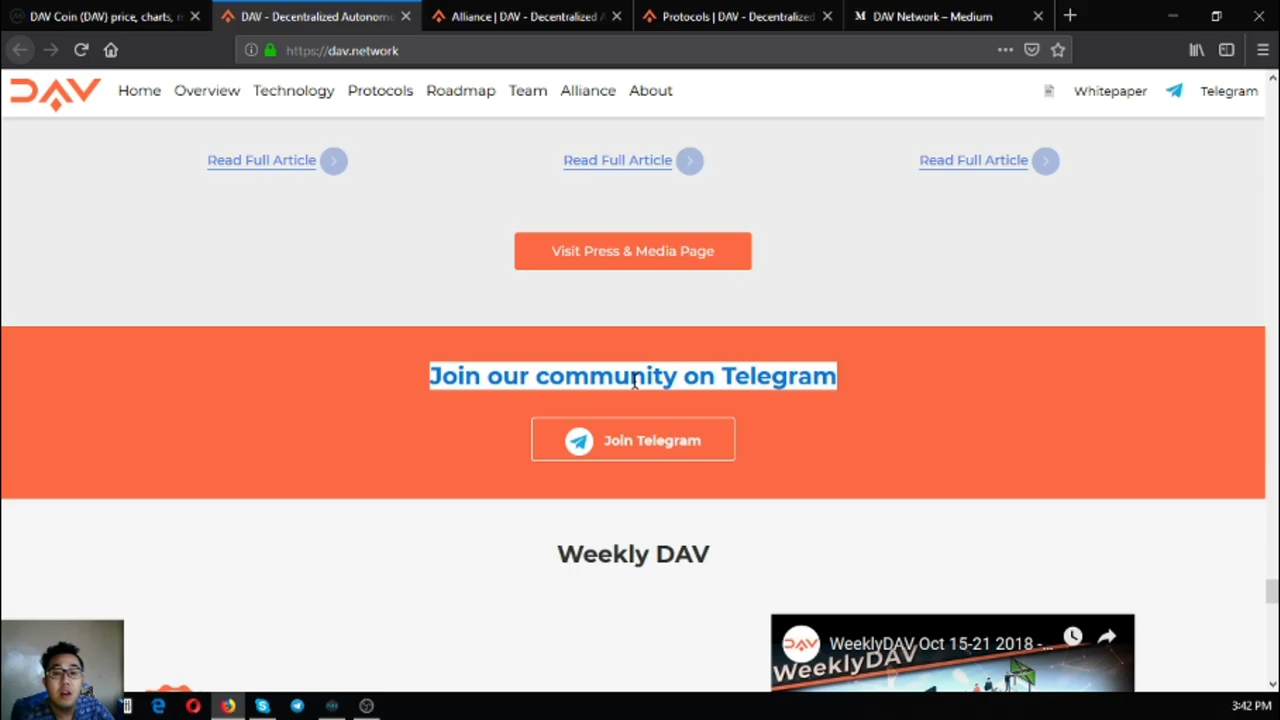 DAV Coin (DAV) price, charts, m
DAV - Decentralized Autonomo
Alliance | DAV - Decentralized A
Protocols | DAV - Decentralized
M DAV Network – Medium
https://dav.network
DAV Home Overview Technology Protocols Roadmap Team Alliance About Whitepaper Telegram
Read Full Article Read Full Article Read Full Article
Visit Press & Media Page
Join our community on Telegram
Join Telegram
Weekly DAV
DAV WeeklyDAV Oct 15-21 2018 -...
WeeklyDAV
3:42 PM